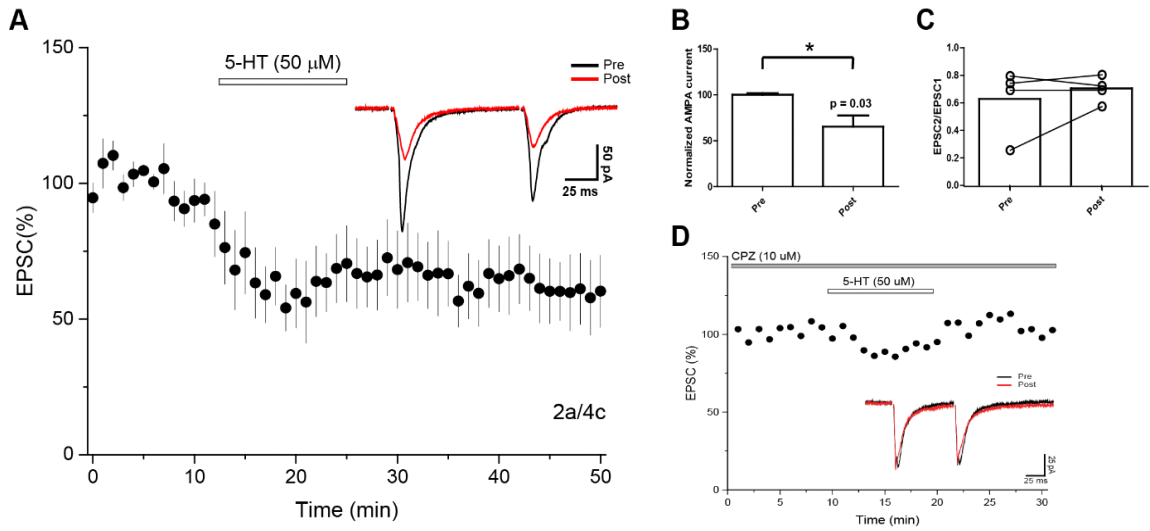 A
5-HT (50 μM)
Pre
Post
50 pA
25 ms
EPSC(%)
150
100
50
0
2a/4c
0
10
20
30
40
50
Time (min)
B
Normalized AMPA current
150
100
50
0
*
p = 0.03
Pre
Post
C
EPSC2/EPSC1
1.0
0.8
0.6
0.4
0.2
0.0
Pre
Post
D
CPZ (10 uM)
5-HT (50 uM)
EPSC (%)
150
100
50
0
Pre
Post
25 pA
25 ms
0
5
10
15
20
25
30
Time (min)